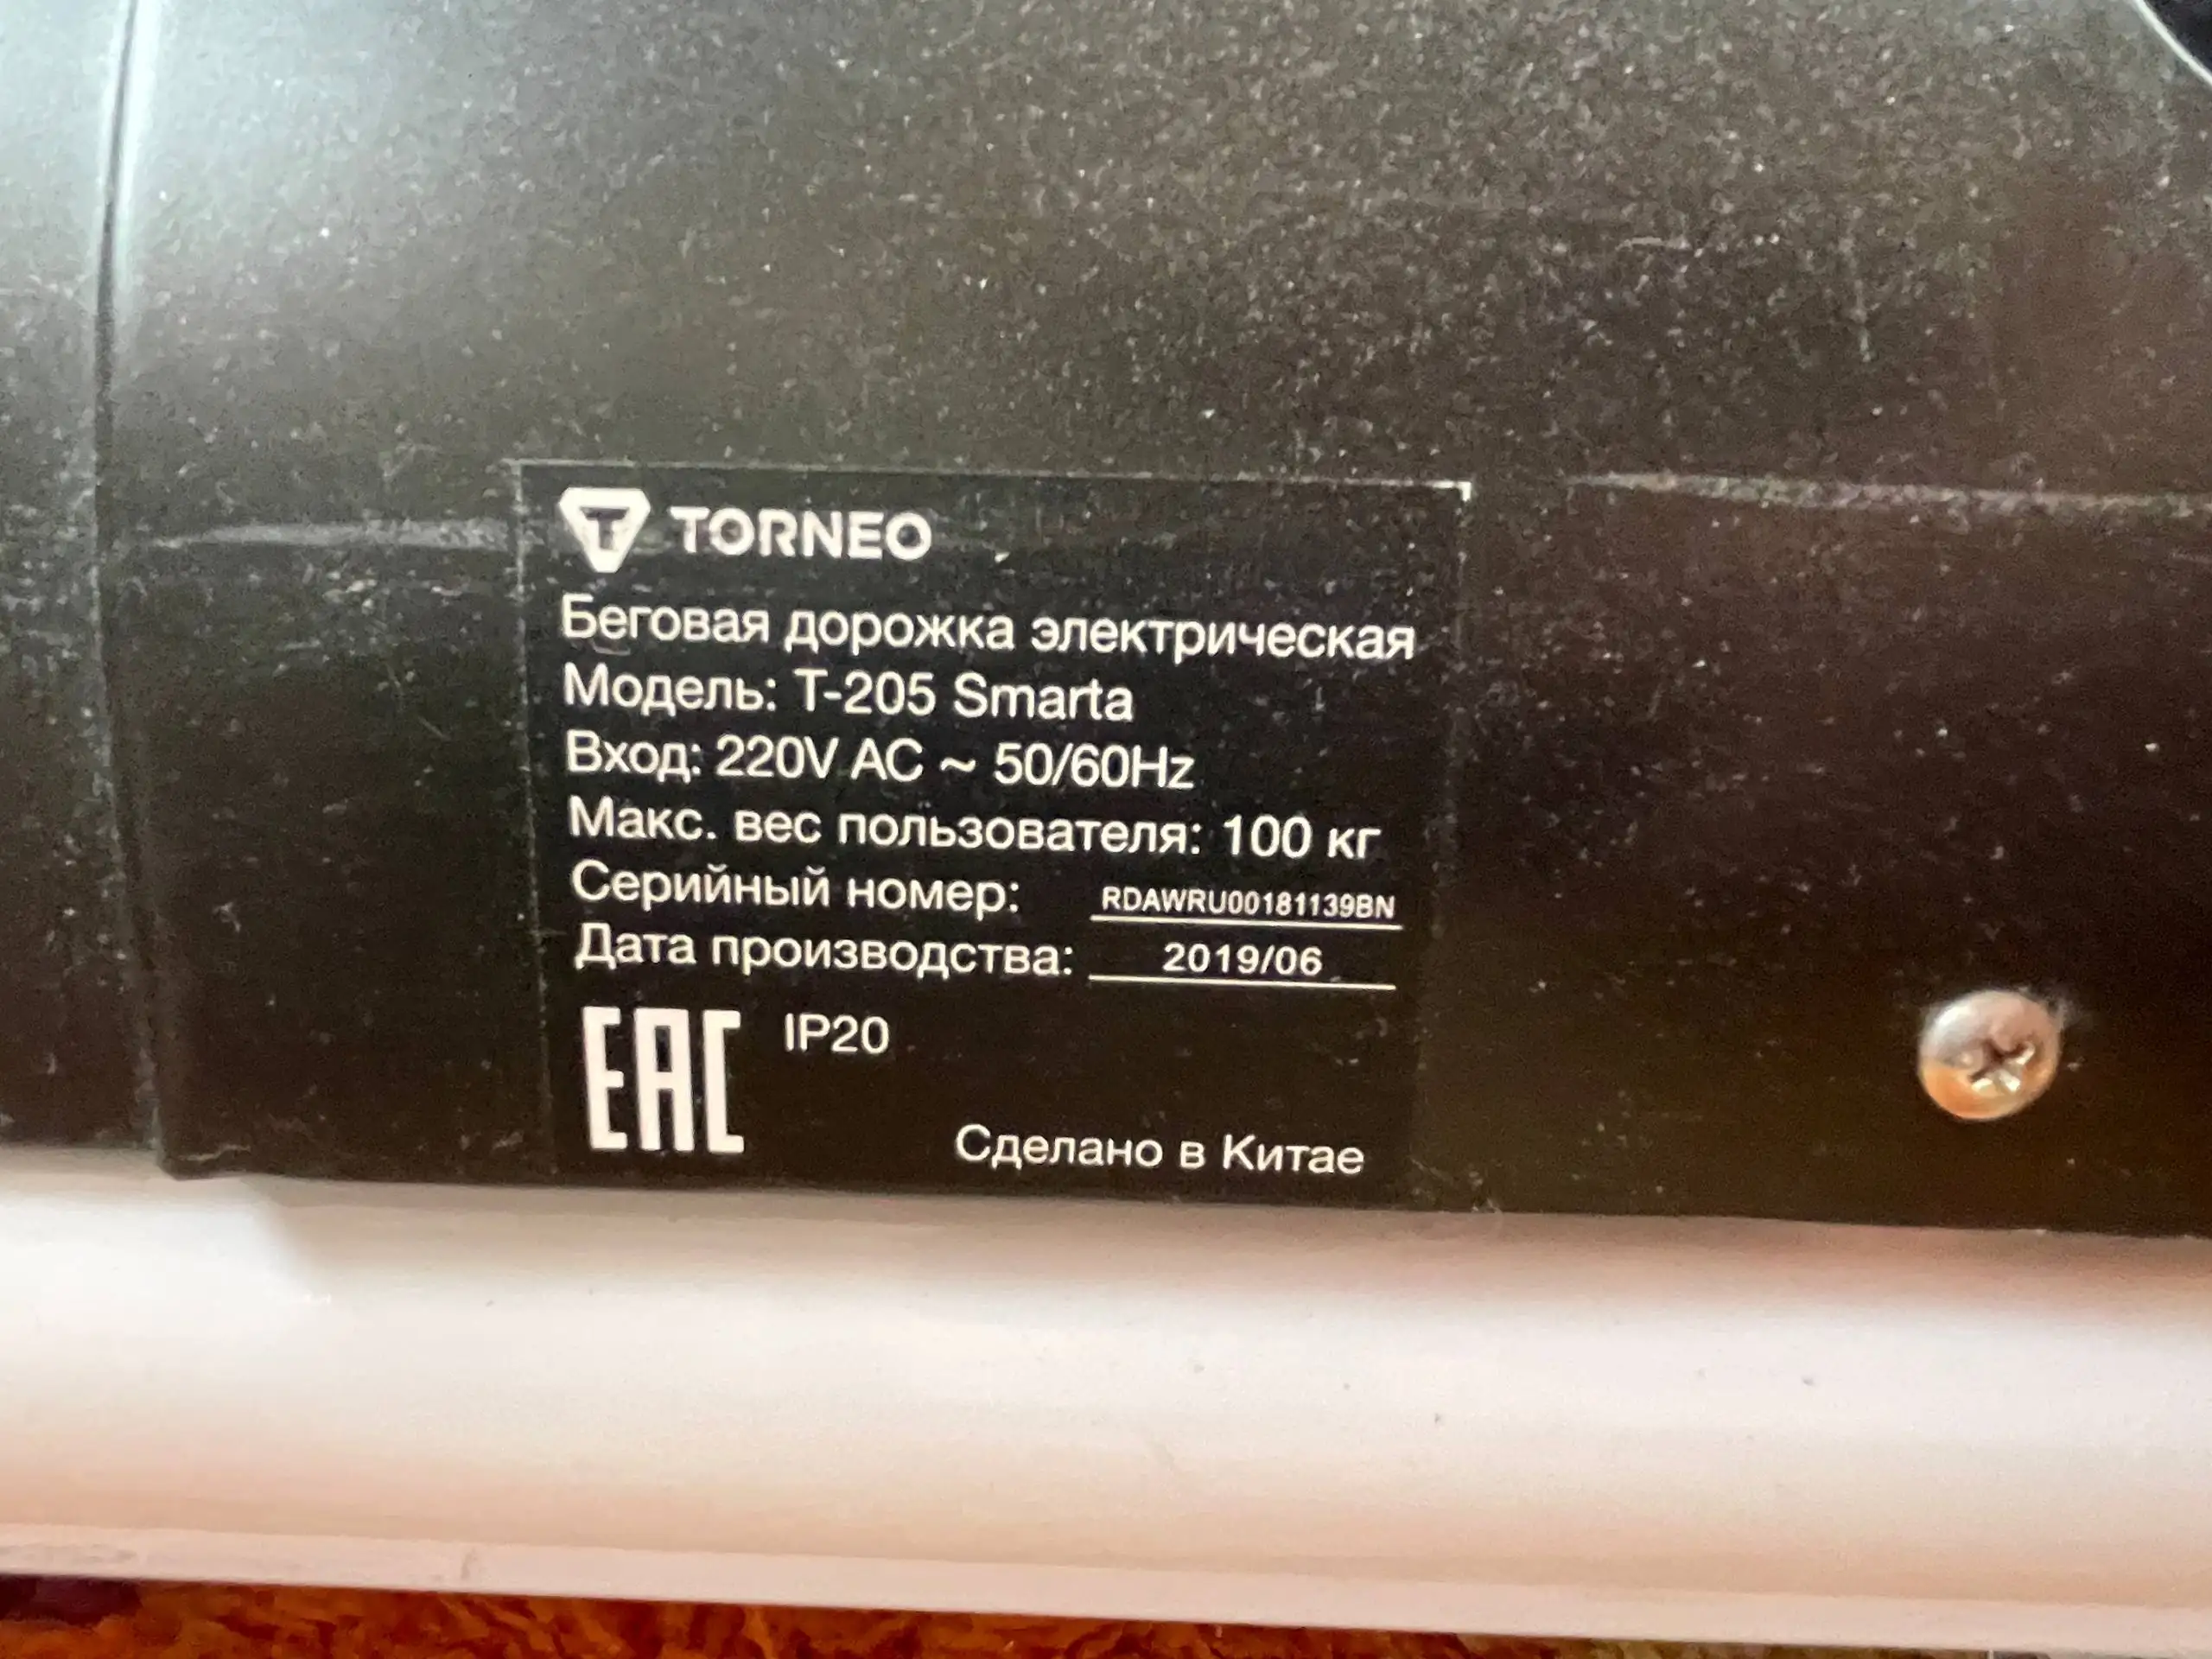 TORNEO
Беговая дорожка электрическая
Модель: T-205 Smarta
Вход: 220V AC ~ 50/60Hz
Макс. вес пользователя: 100 кг
Серийный номер: RDAWRU00181139BN
Дата производства: 2019/06
EAC IP20
Сделано в Китае